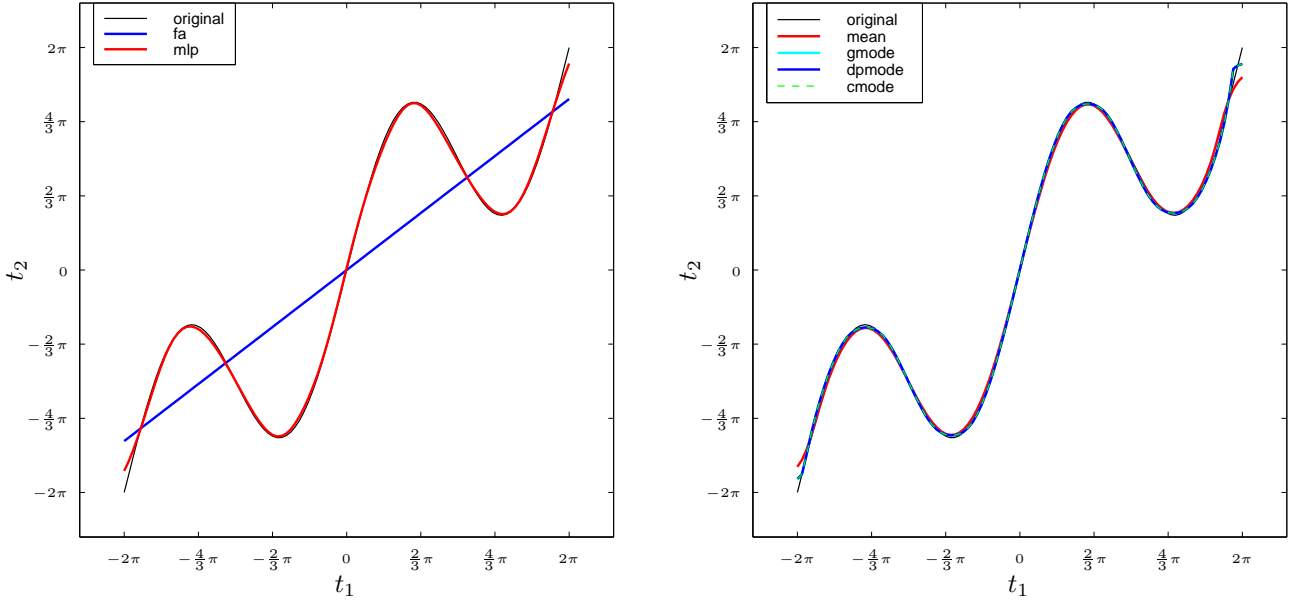 original
fa
mlp
2π
4/3 π
2/3 π
0
−2/3 π
−4/3 π
−2π
t2
−2π
−4/3 π
−2/3 π
0
2/3 π
4/3 π
2π
t1
original
mean
gmode
dpmode
cmode
2π
4/3 π
2/3 π
0
−2/3 π
−4/3 π
−2π
t2
−2π
−4/3 π
−2/3 π
0
2/3 π
4/3 π
2π
t1